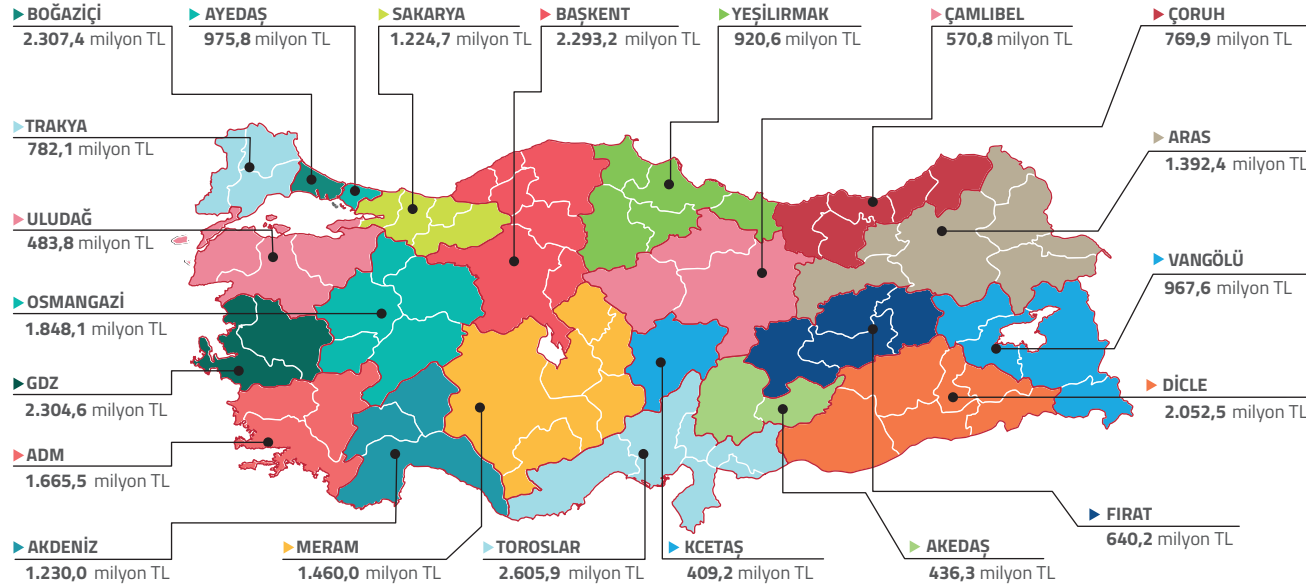 ▶ BOĞAZİÇİ
2.307,4 milyon TL
▶ AYEDAŞ
975,8 milyon TL
▶ SAKARYA
1.224,7 milyon TL
▶ BAŞKENT
2.293,2 milyon TL
▶ YEŞİLIRMAK
920,6 milyon TL
▶ ÇAMLIBEL
570,8 milyon TL
▶ ÇORUH
769,9 milyon TL
▶ TRAKYA
782,1 milyon TL
▶ ARAS
1.392,4 milyon TL
▶ ULUDAĞ
483,8 milyon TL
▶ VANGÖLÜ
967,6 milyon TL
▶ OSMANGAZİ
1.848,1 milyon TL
▶ GDZ
2.304,6 milyon TL
▶ DİCLE
2.052,5 milyon TL
▶ ADM
1.665,5 milyon TL
▶ FIRAT
640,2 milyon TL
▶ AKDENİZ
1.230,0 milyon TL
▶ MERAM
1.460,0 milyon TL
▶ TOROSLAR
2.605,9 milyon TL
▶ KCETAŞ
409,2 milyon TL
▶ AKEDAŞ
436,3 milyon TL